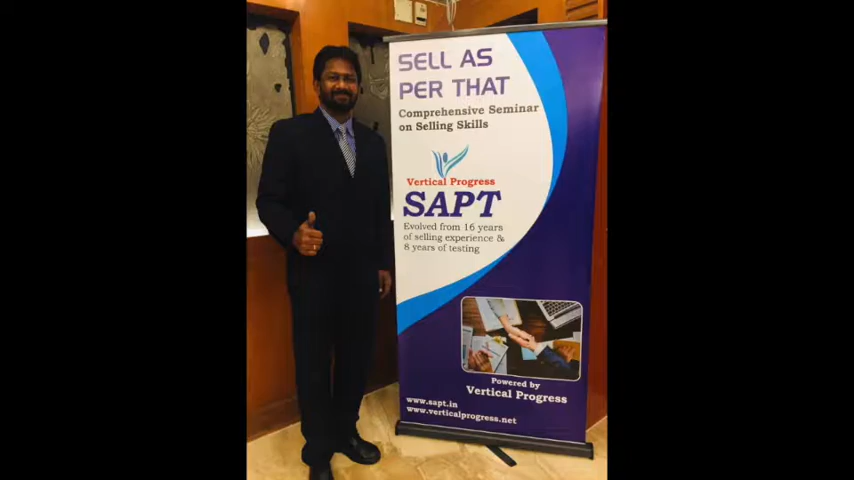 SELL AS
PER THAT
Comprehensive Seminar
on Selling Skills
Vertical Progress
SAPT
Evolved from 16 years
of selling experience &
8 years of testing
Powered by
Vertical Progress
www.sapt.in
www.verticalprogress.net